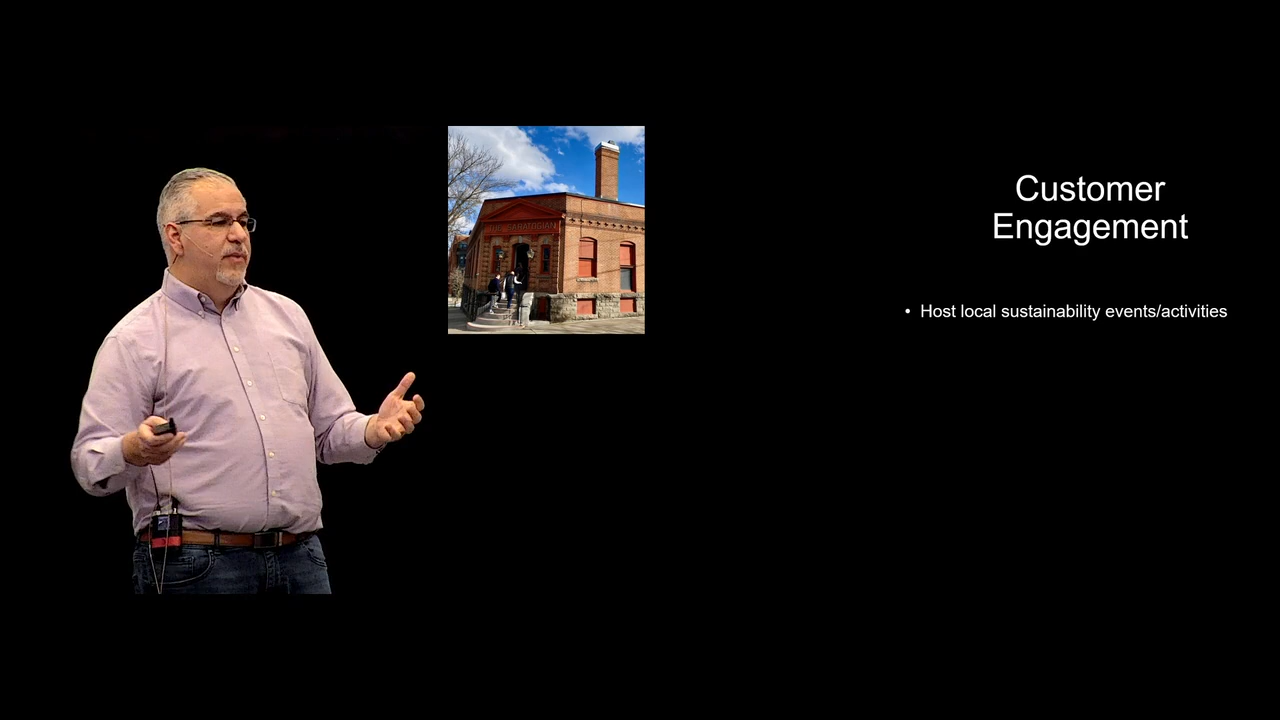 Customer
Engagement
• Host local sustainability events/activities